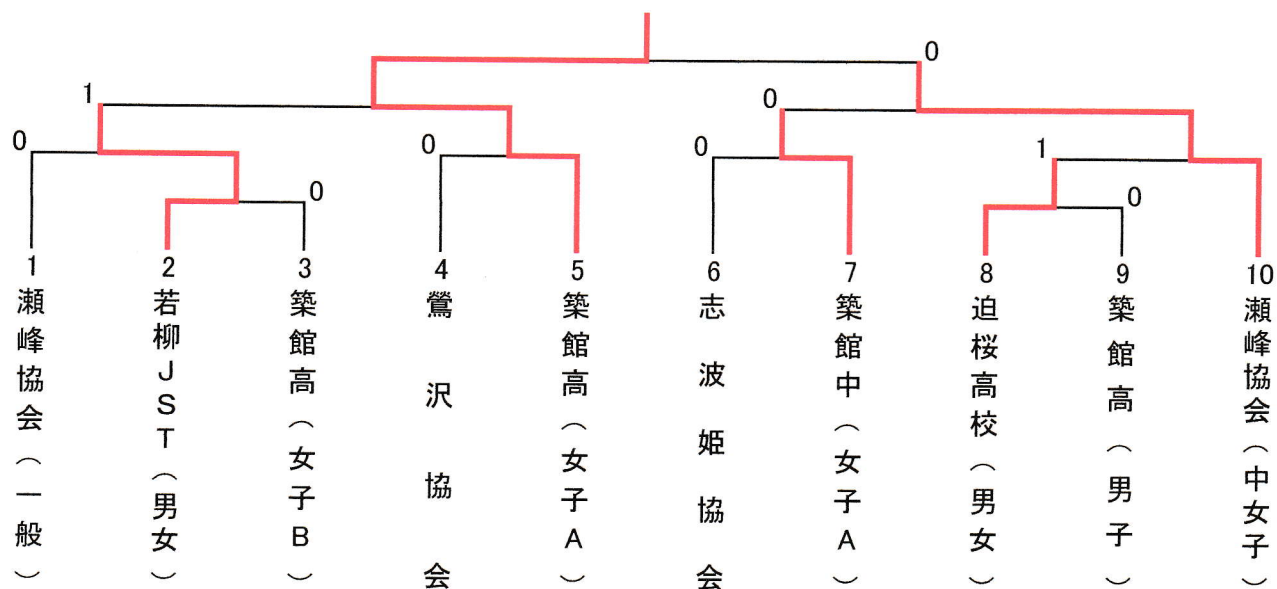 0
1
0
0
0
0
0
1
0
0
1 瀬峰協会(一般)
2 若柳JST(男女)
3 築館高(女子B)
4 鶯沢協会
5 築館高(女子A)
6 志波姫協会
7 築館中(女子A)
8 迫桜高校(男女)
9 築館高(男子)
10 瀬峰協会(中女子)